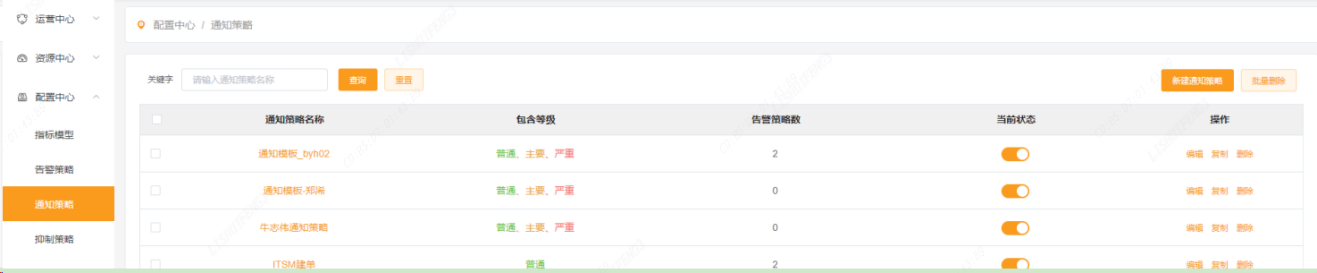 运营中心
配置中心 / 通知策略
资源中心
关键字 请输入通知策略名称 查询 重置 新建通知策略 批量删除
配置中心
通知策略名称 包含等级 告警策略数 当前状态 操作
指标模型
通知模板_byh02 普通、主要、严重 2 编辑 复制 删除
告警策略
通知模板-郑浠 普通、主要、严重 0 编辑 复制 删除
通知策略
牛志伟通知策略 普通、主要、严重 0 编辑 复制 删除
抑制策略
ITSM建单 普通 2 编辑 复制 删除